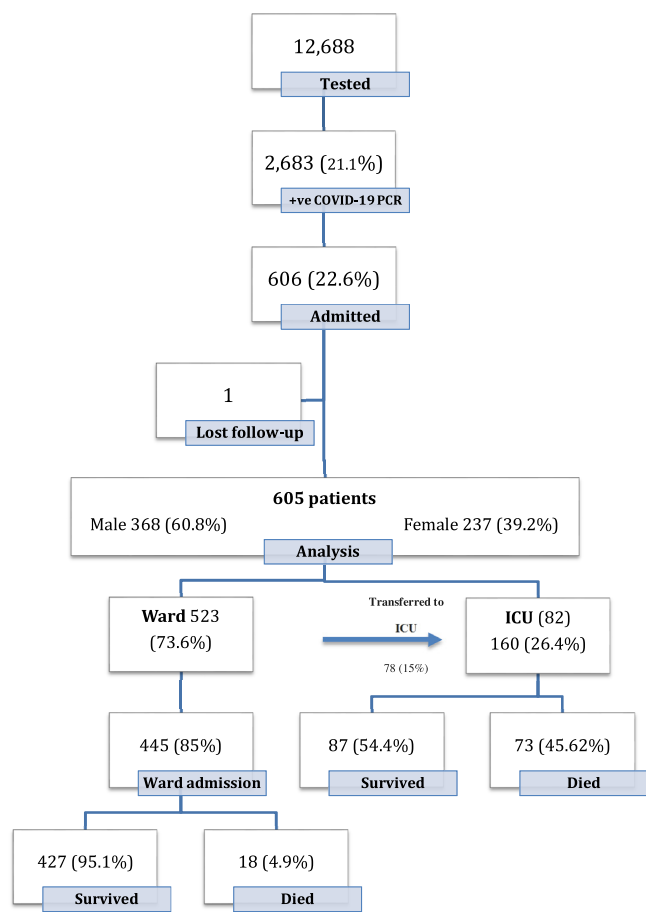 12,688
Tested
2,683 (21.1%)
+ve COVID-19 PCR
606 (22.6%)
Admitted
1
Lost follow-up
605 patients
Male 368 (60.8%) Female 237 (39.2%)
Analysis
Ward 523
(73.6%)
Transferred to
ICU
78 (15%)
ICU (82)
160 (26.4%)
445 (85%)
Ward admission
87 (54.4%)
Survived
73 (45.62%)
Died
427 (95.1%)
Survived
18 (4.9%)
Died